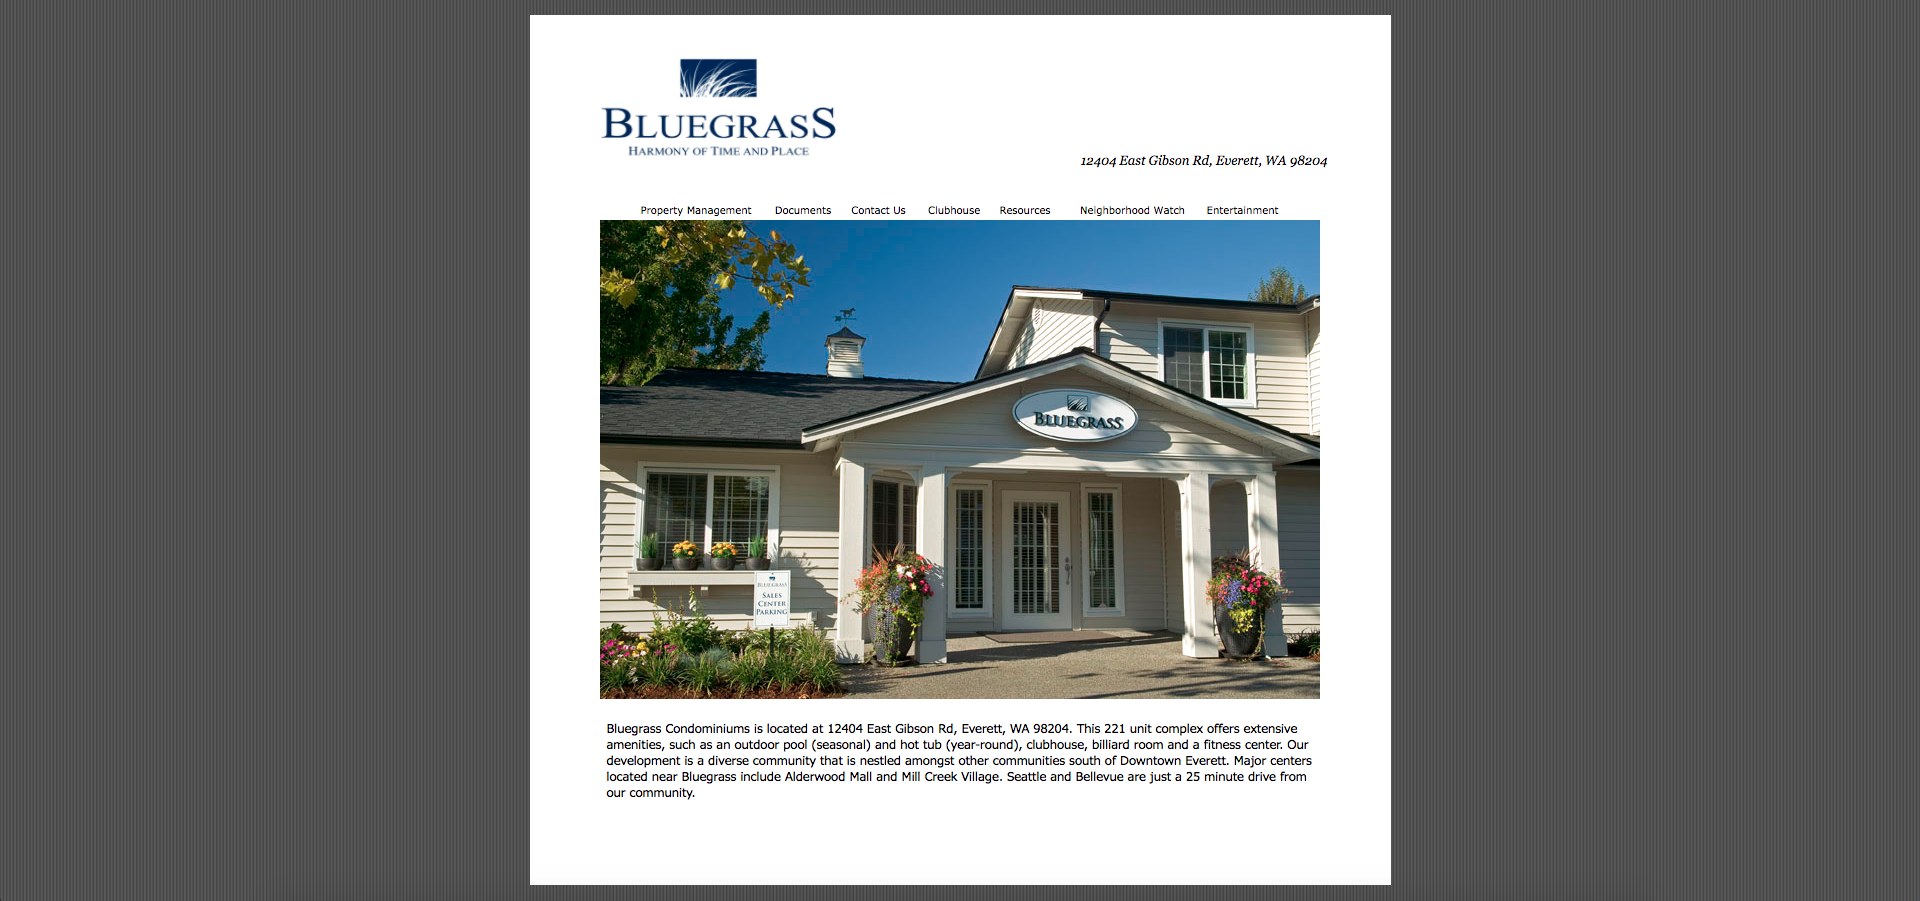 BLUEGRASS
HARMONY OF TIME AND PLACE
12404 East Gibson Rd, Everett, WA 98204
Property Management Documents Contact Us Clubhouse Resources Neighborhood Watch Entertainment
BLUEGRASS
BLUEGRASS
SALES
CENTER
PARKING
Bluegrass Condominiums is located at 12404 East Gibson Rd, Everett, WA 98204. This 221 unit complex offers extensive
amenities, such as an outdoor pool (seasonal) and hot tub (year-round), clubhouse, billiard room and a fitness center. Our
development is a diverse community that is nestled amongst other communities south of Downtown Everett. Major centers
located near Bluegrass include Alderwood Mall and Mill Creek Village. Seattle and Bellevue are just a 25 minute drive from
our community.